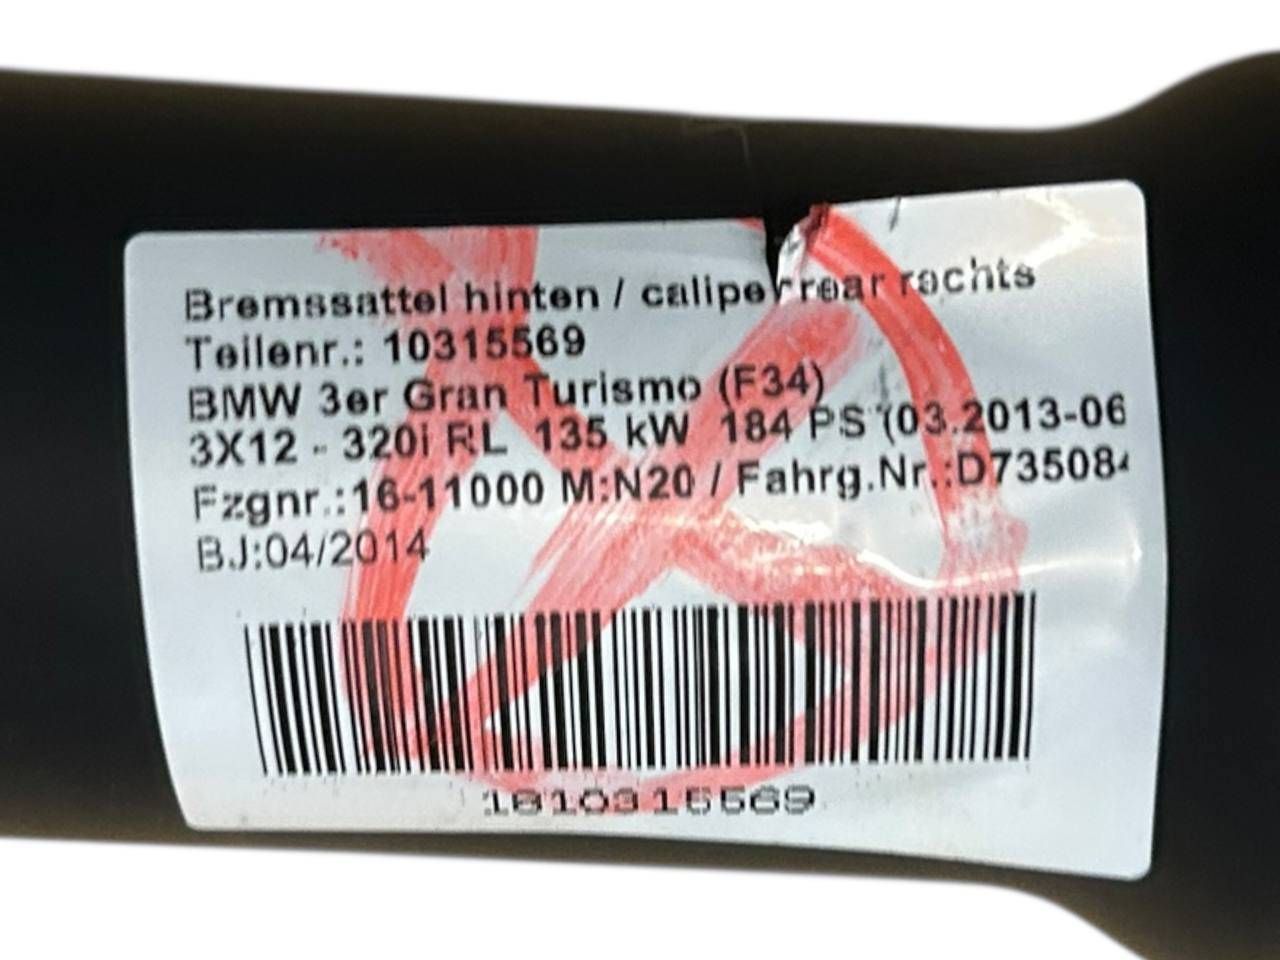 Bremssattel hinten / caliper rear rechts
Teilenr.: 10315569
BMW 3er Gran Turismo (F34)
3X12 - 320i RL 135 kW 184 PS (03.2013-06
Fzgnr.:16-11000 M:N20 / Fahrg.Nr.:D735084
BJ:04/2014
1810315569